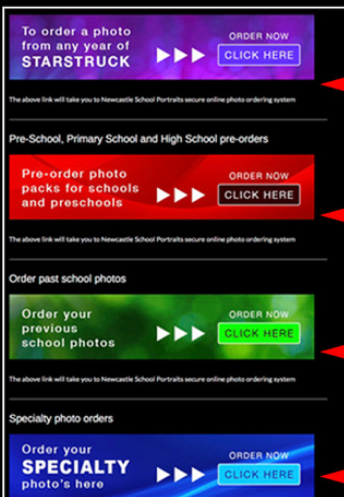 To order a photo
from any year of
STARSTRUCK
ORDER NOW
CLICK HERE
The above link will take you to Newcastle School Portraits secure online photo ordering system
Pre-School, Primary School and High School pre-orders
Pre-order photo
packs for schools
and preschools
ORDER NOW
CLICK HERE
The above link will take you to Newcastle School Portraits secure online photo ordering system
Order past school photos
Order your
previous
school photos
ORDER NOW
CLICK HERE
The above link will take you to Newcastle School Portraits secure online photo ordering system
Specialty photo orders
Order your
SPECIALTY
photo's here
ORDER NOW
CLICK HERE